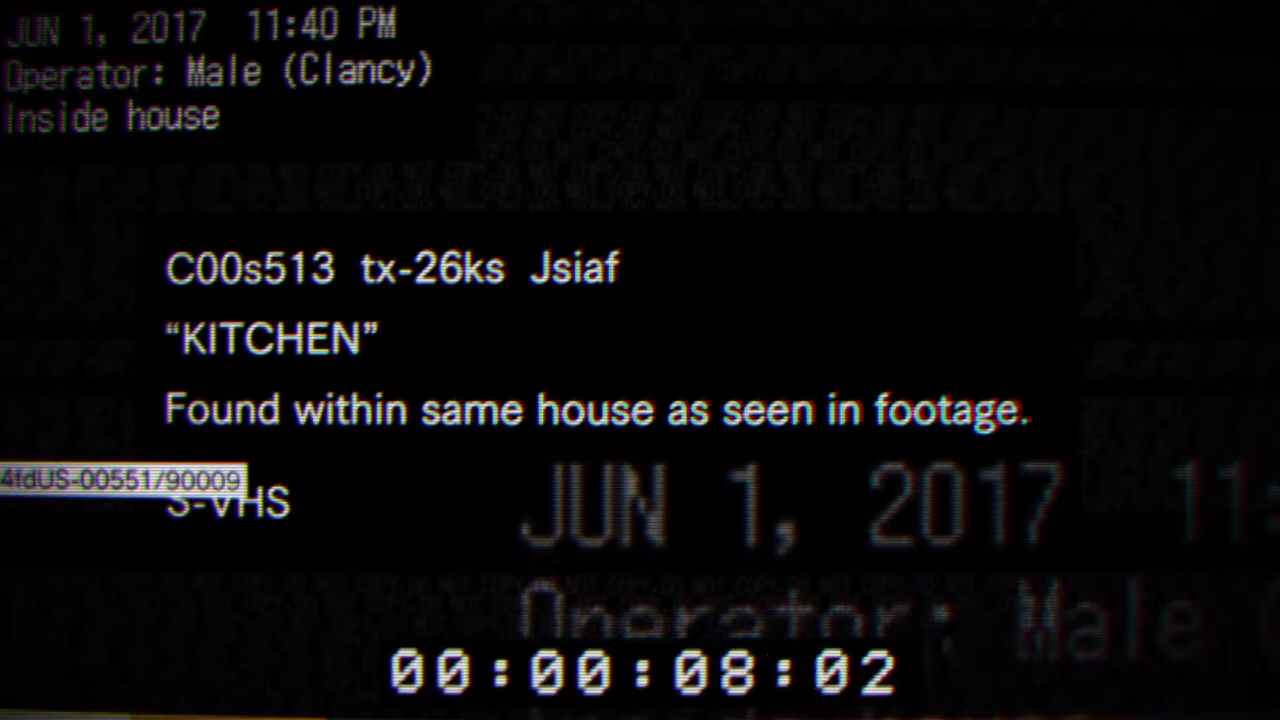 JUN 1, 2017 11:40 PM
Operator: Male (Clancy)
Inside house
C00s513 tx-26ks Jsiaf
“KITCHEN”
Found within same house as seen in footage.
4fdUS-00551/90009
S-VHS
JUN 1, 2017 11:
Operator: Male (
00:00:08:02